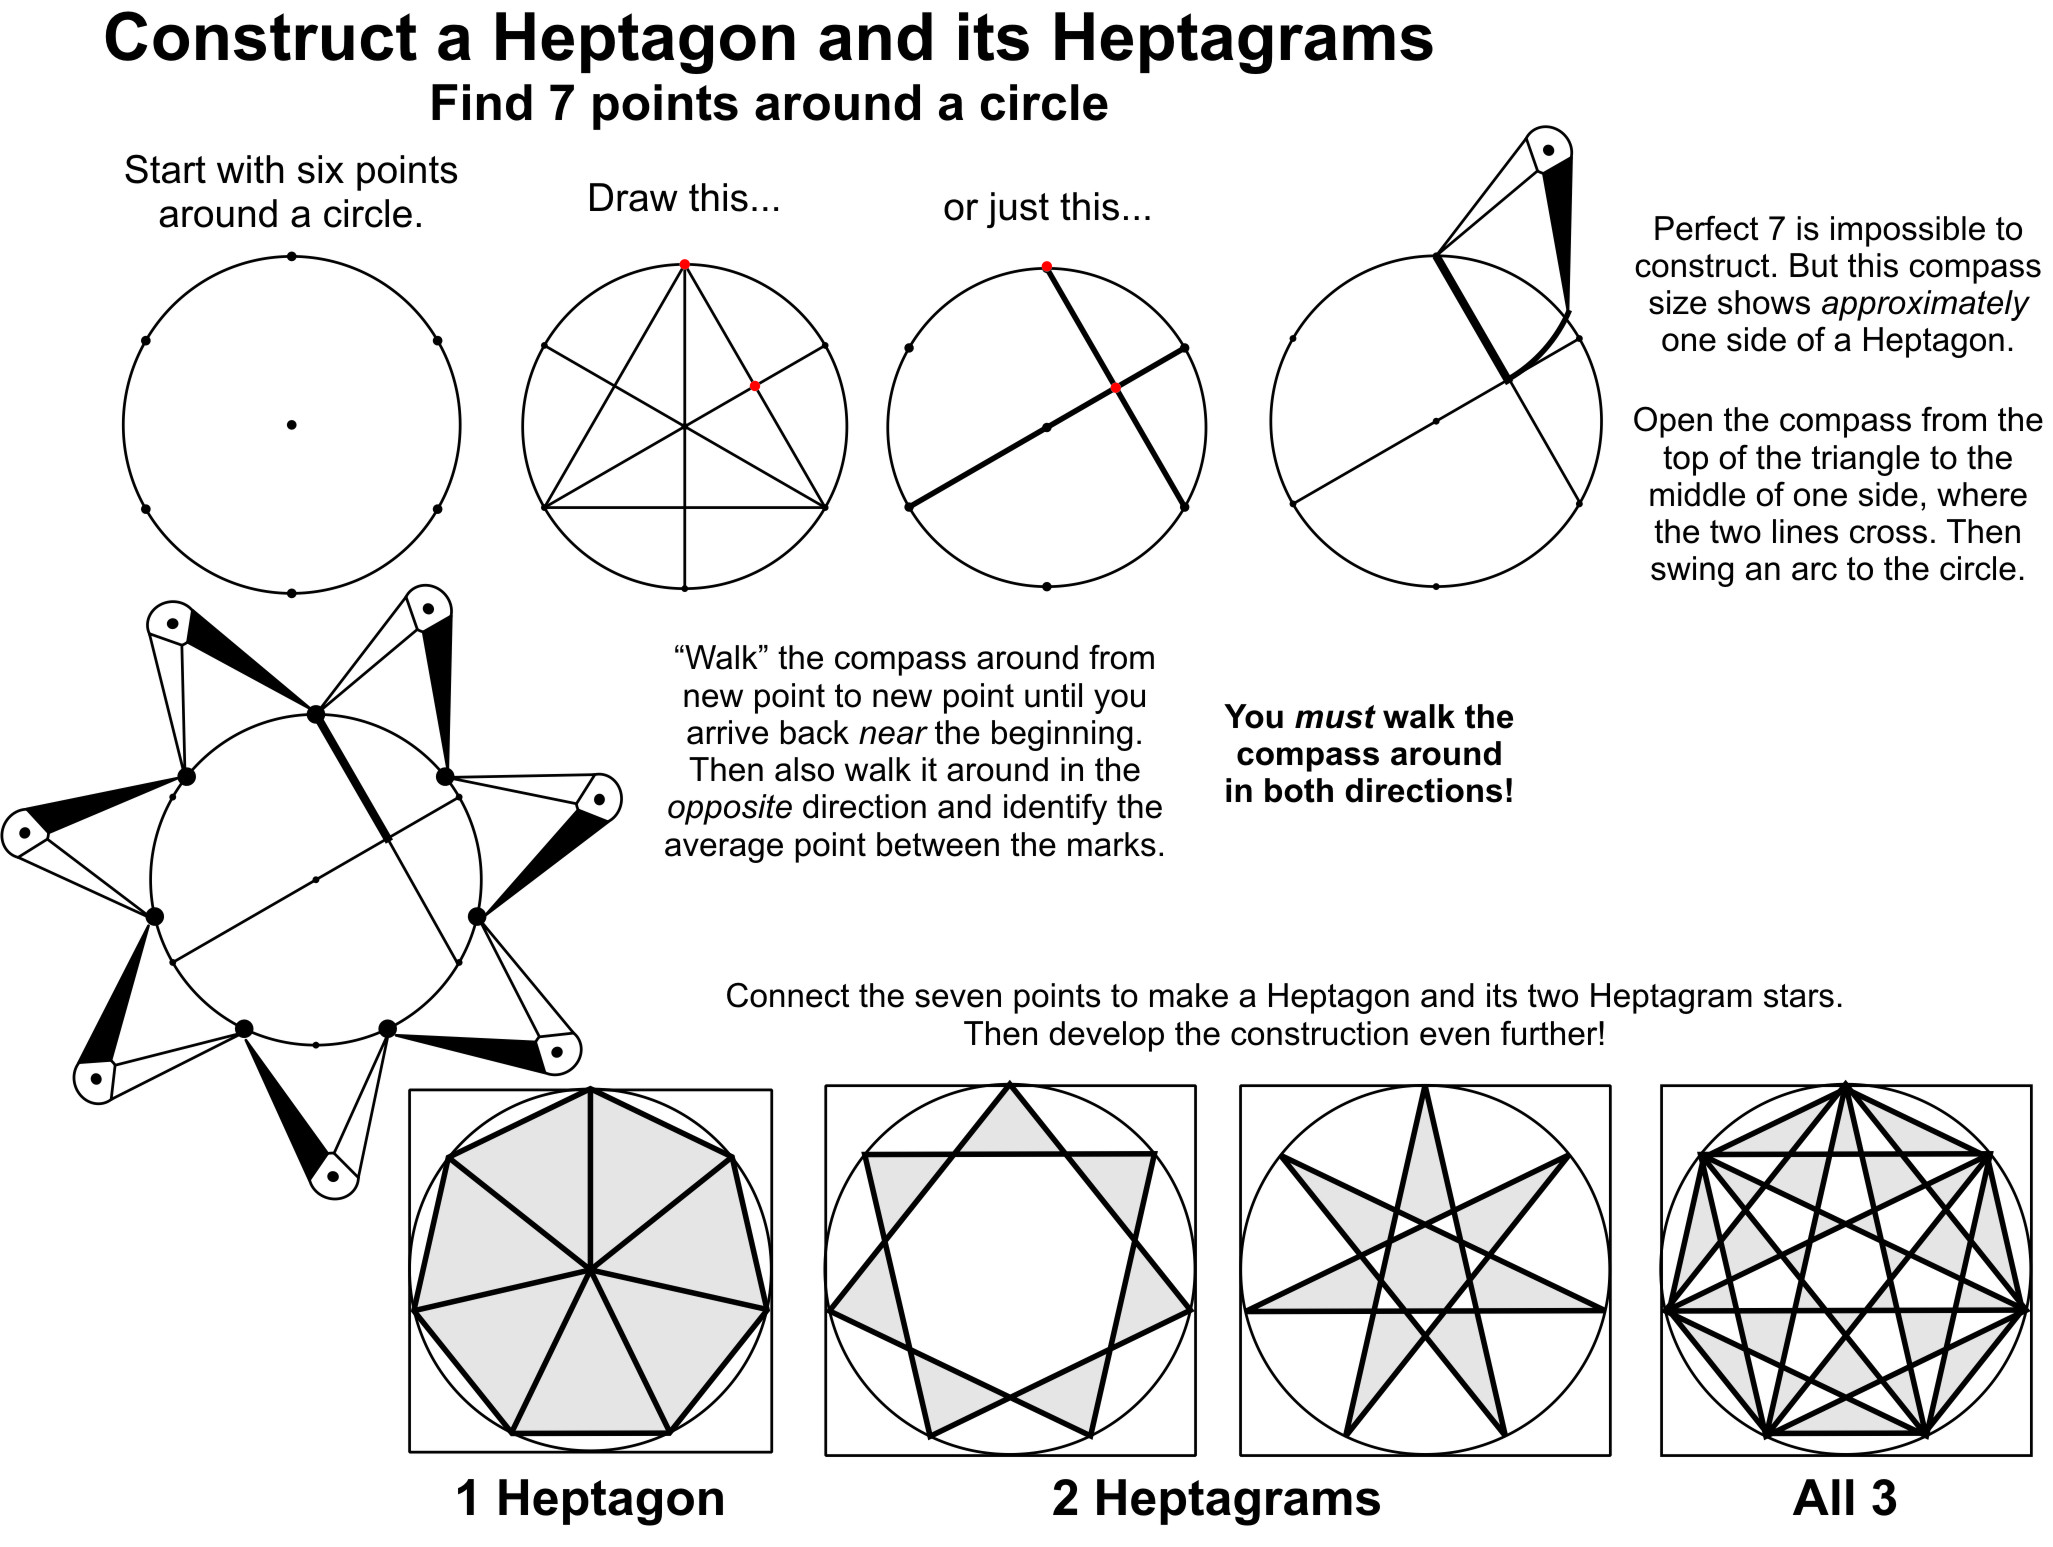 Construct a Heptagon and its Heptagrams
Find 7 points around a circle
Start with six points
around a circle.
Draw this...
or just this...
Perfect 7 is impossible to
construct. But this compass
size shows approximately
one side of a Heptagon.
Open the compass from the
top of the triangle to the
middle of one side, where
the two lines cross. Then
swing an arc to the circle.
“Walk” the compass around from
new point to new point until you
arrive back near the beginning.
Then also walk it around in the
opposite direction and identify the
average point between the marks.
You must walk the
compass around
in both directions!
Connect the seven points to make a Heptagon and its two Heptagram stars.
Then develop the construction even further!
1 Heptagon
2 Heptagrams
All 3